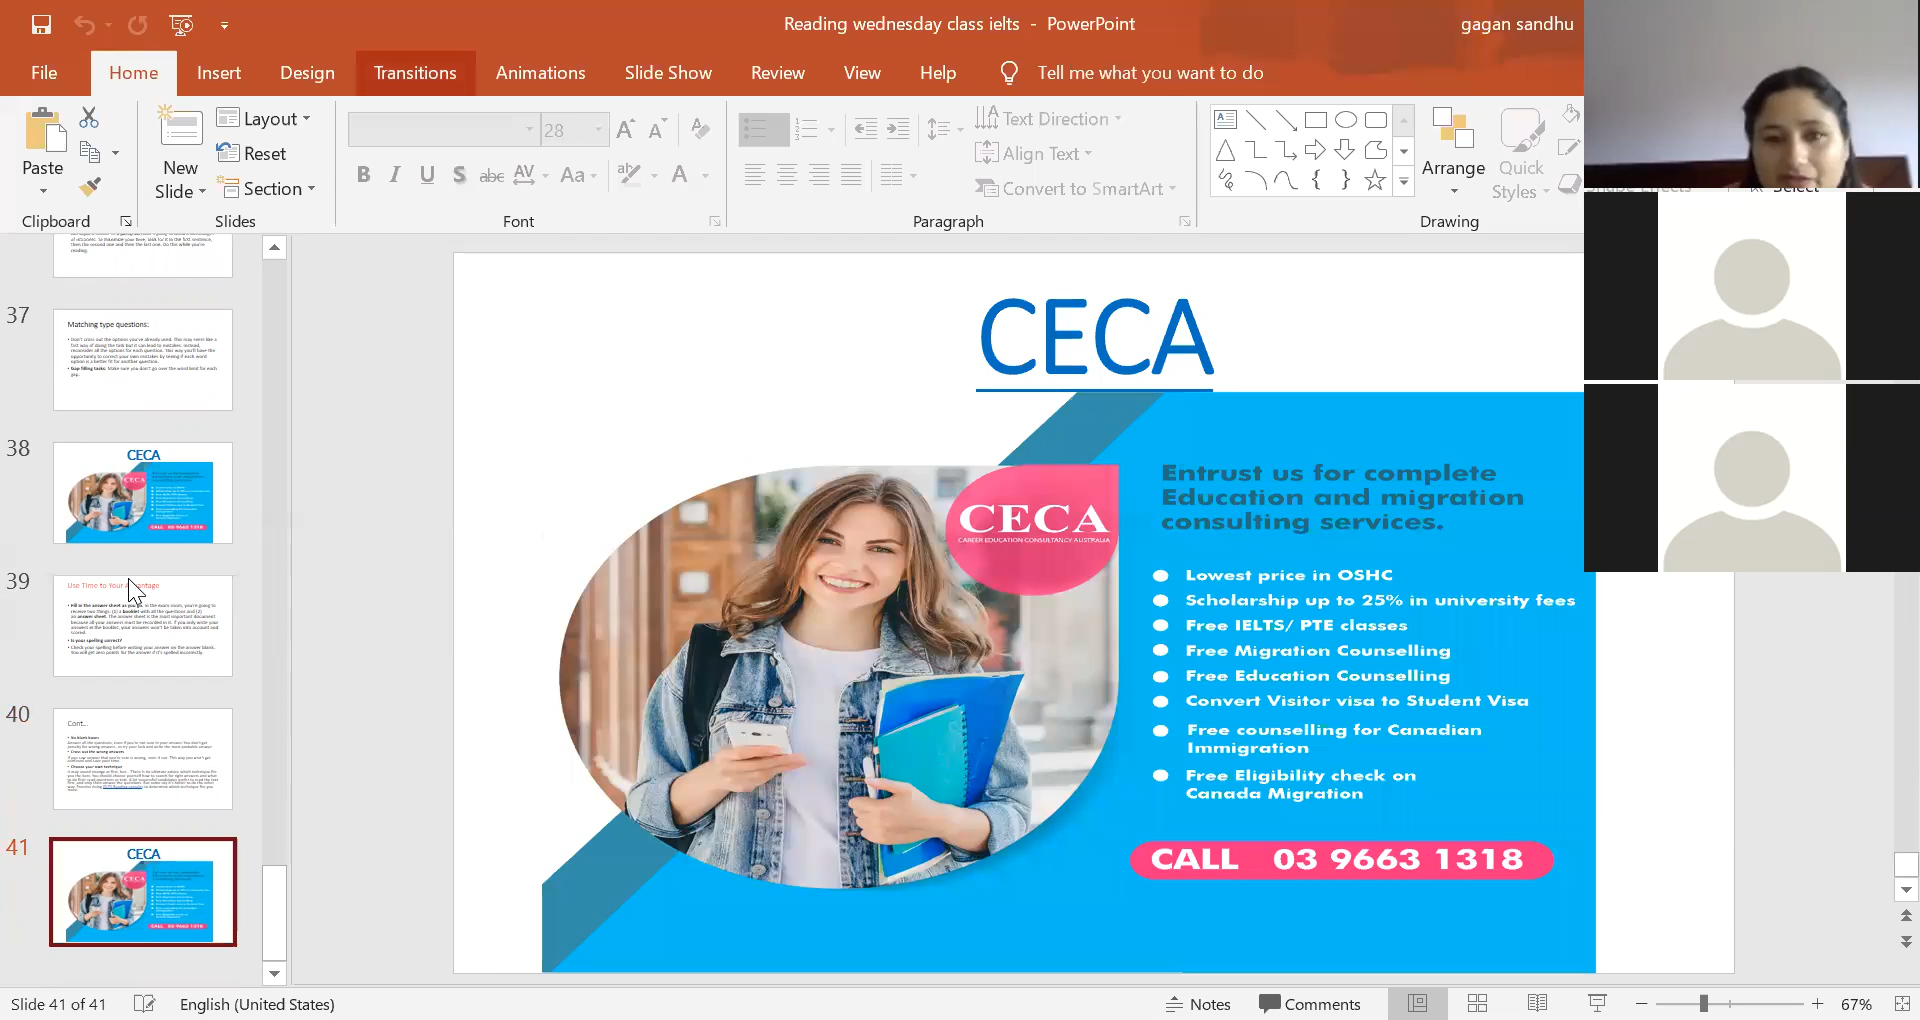 Reading wednesday class ielts - PowerPoint
gagan sandhu
File Home Insert Design Transitions Animations Slide Show Review View Help Tell me what you want to do
Paste
Clipboard
New
Slide
Layout
Reset
Section
Slides
28
B I U S abc AV Aa A
Font
Text Direction
Align Text
Convert to SmartArt
Paragraph
Arrange
Quick
Styles
Select
Drawing
37
Matching type questions:
38
CECA
39
Use Time to Your
40
Cont...
41
CECA
CECA
CECA
CAREER EDUCATION CONSULTANCY AUSTRALIA
Entrust us for complete
Education and migration
consulting services.
Lowest price in OSHC
Scholarship up to 25% in university fees
Free IELTS/ PTE classes
Free Migration Counselling
Free Education Counselling
Convert Visitor visa to Student Visa
Free counselling for Canadian
Immigration
Free Eligibility check on
Canada Migration
CALL 03 9663 1318
Slide 41 of 41
English (United States)
Notes
Comments
67%